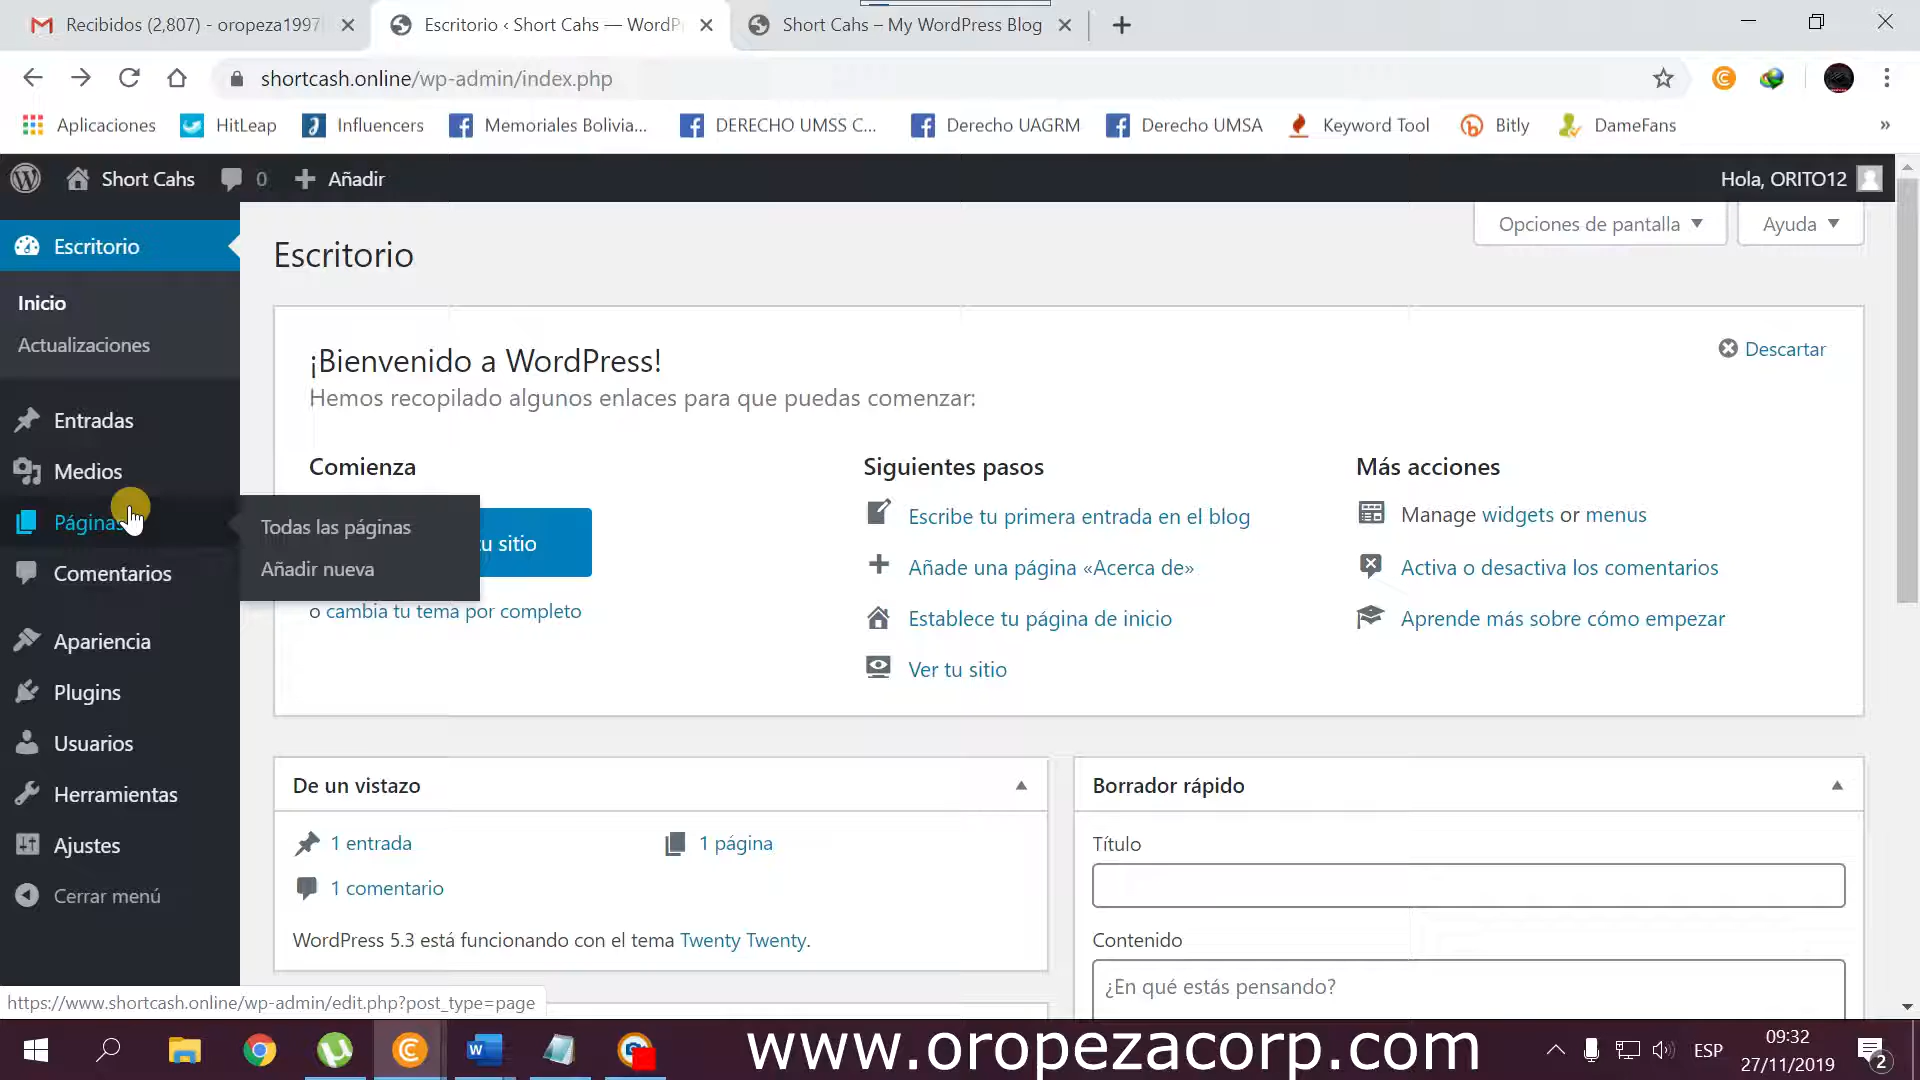 Recibidos (2,807) - oropeza1997
Escritorio ‹ Short Cahs — WordP
Short Cahs – My WordPress Blog
shortcash.online/wp-admin/index.php
Aplicaciones
HitLeap
Influencers
Memoriales Bolivia...
DERECHO UMSS C...
Derecho UAGRM
Derecho UMSA
Keyword Tool
Bitly
DameFans
»
Short Cahs
0
Añadir
Hola, ORITO12
Opciones de pantalla
Ayuda
Escritorio
Inicio
Actualizaciones
Entradas
Medios
Páginas
Comentarios
Apariencia
Plugins
Usuarios
Herramientas
Ajustes
Cerrar menú
Todas las páginas
Añadir nueva
Escritorio
¡Bienvenido a WordPress!
Descartar
Hemos recopilado algunos enlaces para que puedas comenzar:
Comienza
tu sitio
o cambia tu tema por completo
Siguientes pasos
Escribe tu primera entrada en el blog
Añade una página «Acerca de»
Establece tu página de inicio
Ver tu sitio
Más acciones
Manage widgets or menus
Activa o desactiva los comentarios
Aprende más sobre cómo empezar
De un vistazo
1 entrada
1 página
1 comentario
WordPress 5.3 está funcionando con el tema Twenty Twenty.
Borrador rápido
Título
Contenido
¿En qué estás pensando?
https://www.shortcash.online/wp-admin/edit.php?post_type=page
www.oropezacorp.com
ESP
09:32
27/11/2019
2